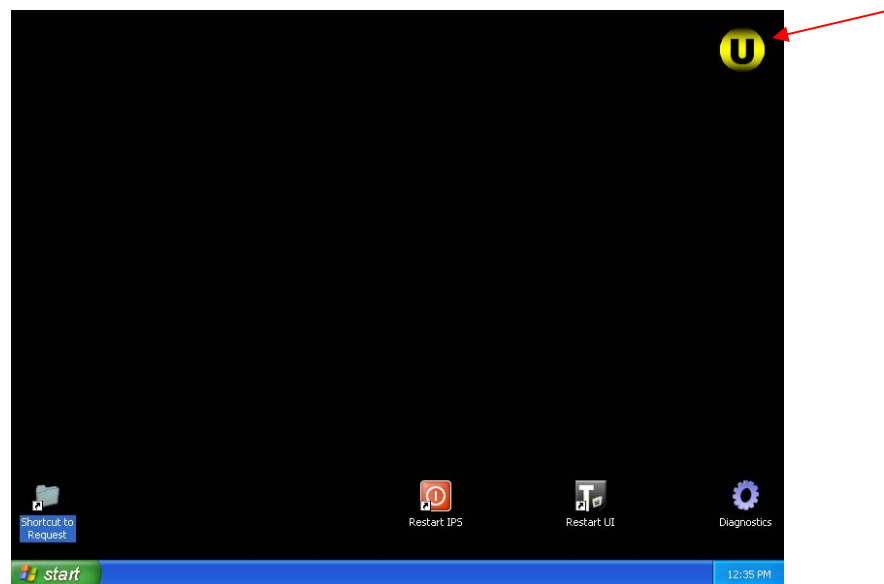 U
Shortcut to
Request
Restart IPS
Restart UI
Diagnostics
start
12:35 PM